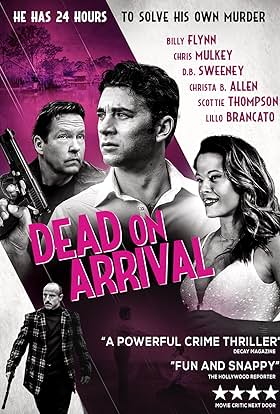 HE HAS 24 HOURS TO SOLVE HIS OWN MURDER
BILLY FLYNN
CHRIS MULKEY
D.B. SWEENEY
CHRISTA B. ALLEN
SCOTTIE THOMPSON
LILLO BRANCATO
DEAD ON
ARRIVAL
"A POWERFUL CRIME THRILLER"
DECAY MAGAZINE
"FUN AND SNAPPY"
THE HOLLYWOOD REPORTER
MOVIE CRITIC NEXT DOOR